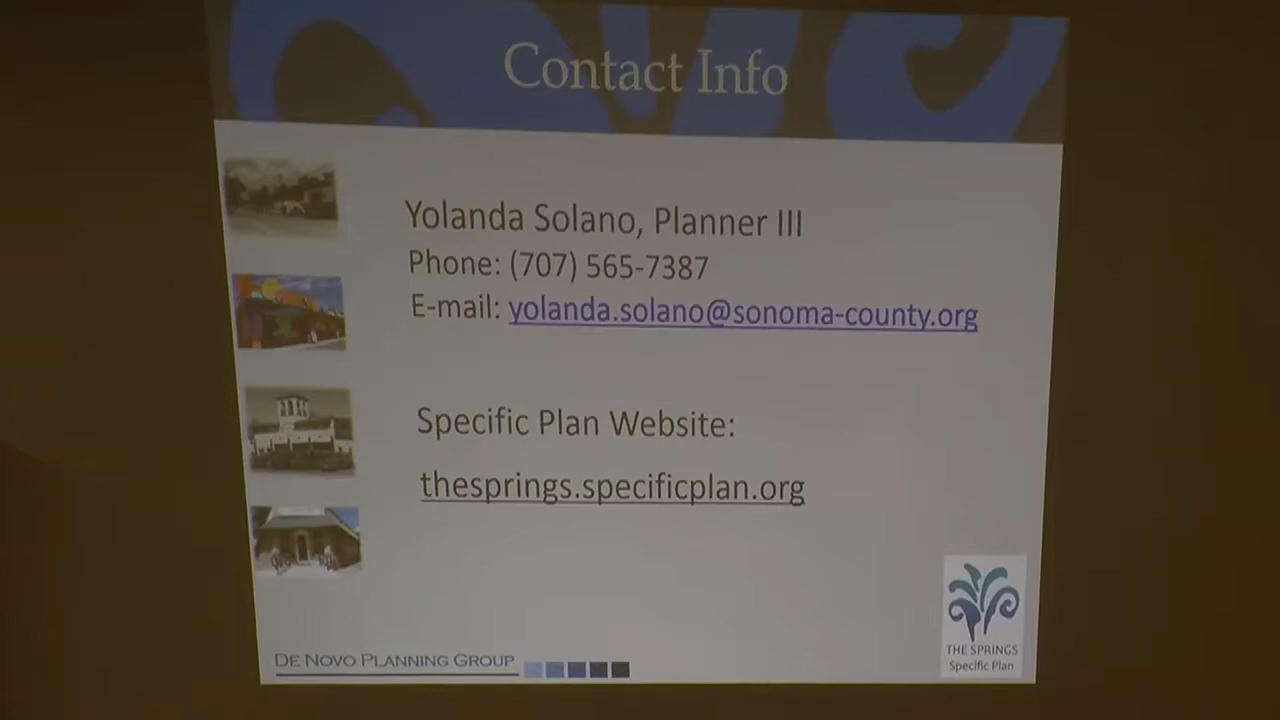 Contact Info
Yolanda Solano, Planner III
Phone: (707) 565-7387
E-mail: yolanda.solano@sonoma-county.org
Specific Plan Website:
thesprings.specificplan.org
DE NOVO PLANNING GROUP
THE SPRINGS
Specific Plan